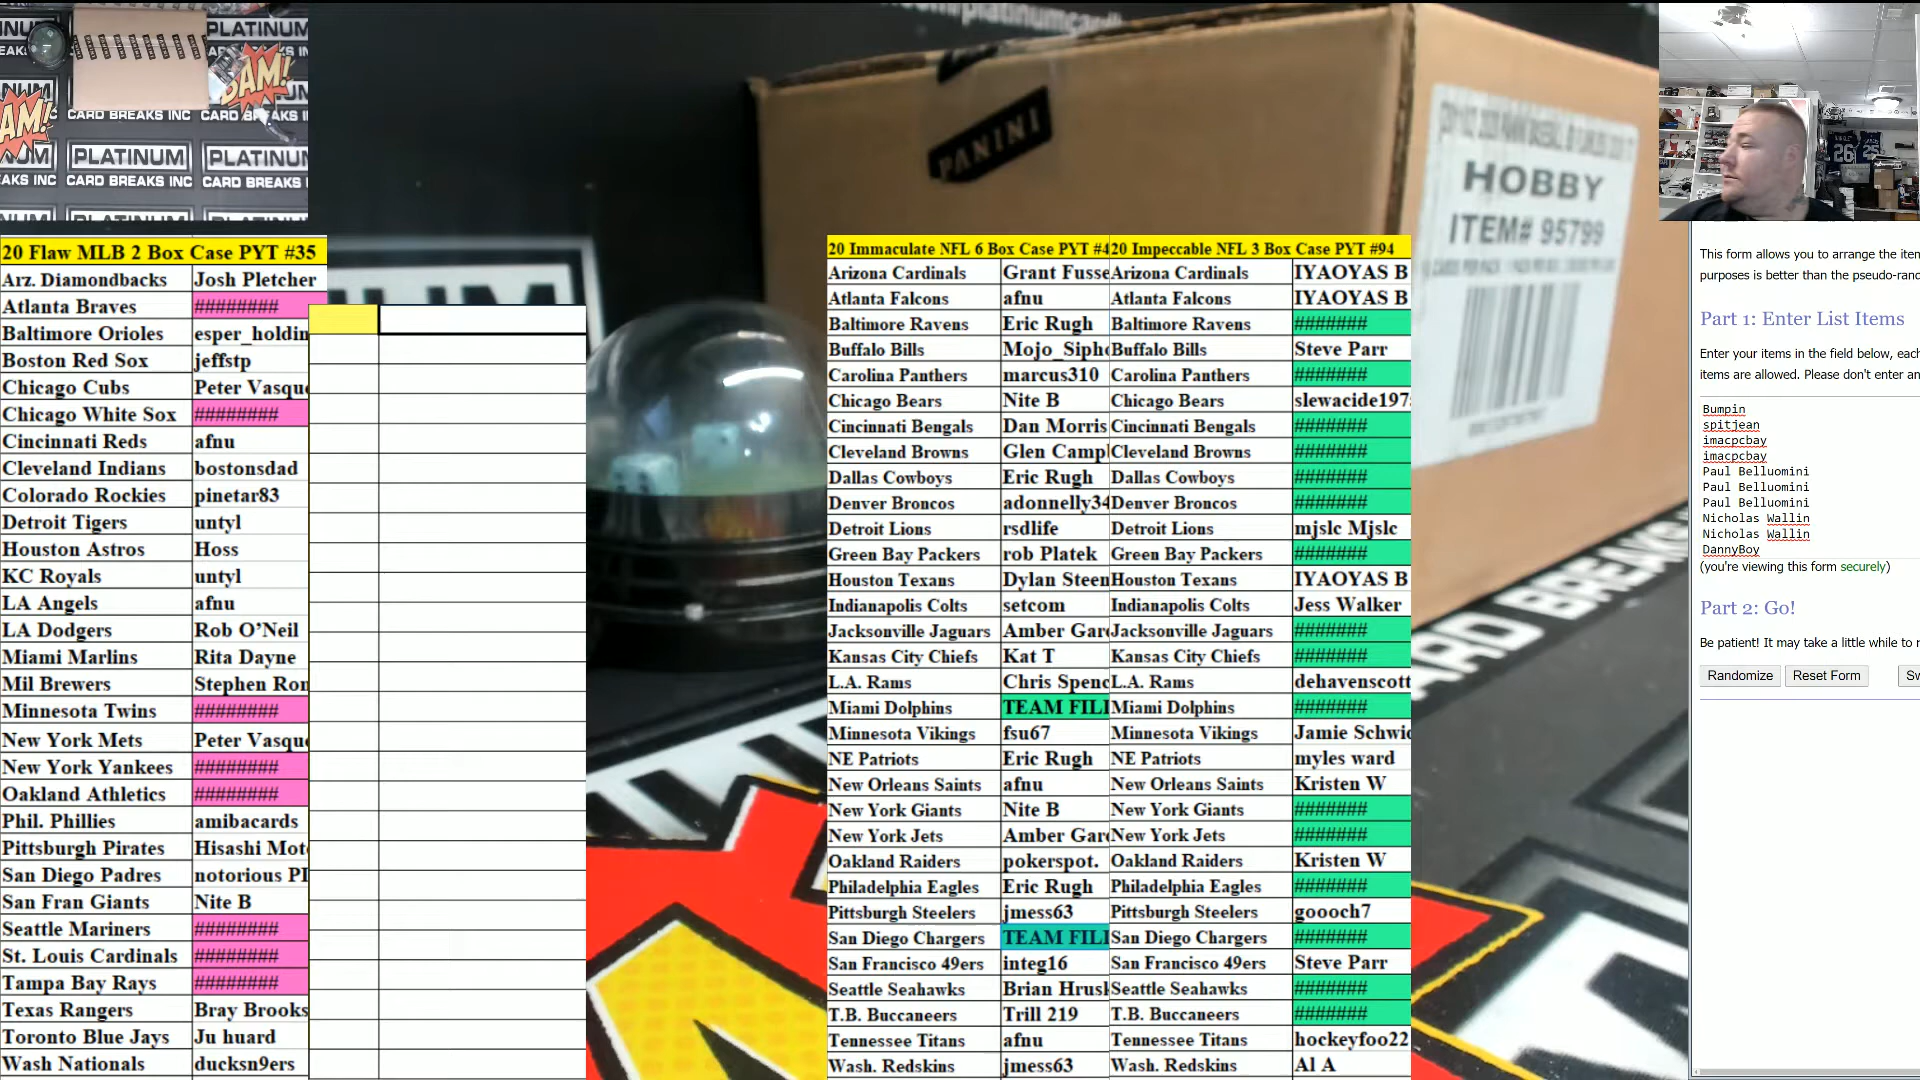 PLATINUM
CARD BREAKS INC
PLATINUM
CARD BREAKS INC
PLATINUM
CARD BREAKS INC
BAM!
PANINI
HOBBY
ITEM# 95799
20 Flaw MLB 2 Box Case PYT #35
Arz. Diamondbacks Josh Pletcher
Atlanta Braves ########
Baltimore Orioles esper_holdin
Boston Red Sox jeffstp
Chicago Cubs Peter Vasqu
Chicago White Sox ########
Cincinnati Reds afnu
Cleveland Indians bostonsdad
Colorado Rockies pinetar83
Detroit Tigers untyl
Houston Astros Hoss
KC Royals untyl
LA Angels afnu
LA Dodgers Rob O’Neil
Miami Marlins Rita Dayne
Mil Brewers Stephen Ron
Minnesota Twins ########
New York Mets Peter Vasqu
New York Yankees ########
Oakland Athletics ########
Phil. Phillies amibacards
Pittsburgh Pirates Hisashi Mot
San Diego Padres notorious PI
San Fran Giants Nite B
Seattle Mariners ########
St. Louis Cardinals ########
Tampa Bay Rays ########
Texas Rangers Bray Brooks
Toronto Blue Jays Ju huard
Wash Nationals ducksn9ers
20 Immaculate NFL 6 Box Case PYT #4
Arizona Cardinals Grant Fusse
Atlanta Falcons afnu
Baltimore Ravens Eric Rugh
Buffalo Bills Mojo_Sipho
Carolina Panthers marcus310
Chicago Bears Nite B
Cincinnati Bengals Dan Morris
Cleveland Browns Glen Campl
Dallas Cowboys Eric Rugh
Denver Broncos adonnelly34
Detroit Lions rsdlife
Green Bay Packers rob Platek
Houston Texans Dylan Steen
Indianapolis Colts setcom
Jacksonville Jaguars Amber Gar
Kansas City Chiefs Kat T
L.A. Rams Chris Spenc
Miami Dolphins TEAM FILL
Minnesota Vikings fsu67
NE Patriots Eric Rugh
New Orleans Saints afnu
New York Giants Nite B
New York Jets Amber Gar
Oakland Raiders pokerspot.
Philadelphia Eagles Eric Rugh
Pittsburgh Steelers jmess63
San Diego Chargers TEAM FILL
San Francisco 49ers integ16
Seattle Seahawks Brian Hrusk
T.B. Buccaneers Trill 219
Tennessee Titans afnu
Wash. Redskins jmess63
20 Impeccable NFL 3 Box Case PYT #94
Arizona Cardinals IYAOYAS B
Atlanta Falcons IYAOYAS B
Baltimore Ravens #######
Buffalo Bills Steve Parr
Carolina Panthers #######
Chicago Bears slewacide197
Cincinnati Bengals #######
Cleveland Browns #######
Dallas Cowboys #######
Denver Broncos #######
Detroit Lions mjslc Mjslc
Green Bay Packers #######
Houston Texans IYAOYAS B
Indianapolis Colts Jess Walker
Jacksonville Jaguars #######
Kansas City Chiefs #######
L.A. Rams dehavenscott
Miami Dolphins #######
Minnesota Vikings Jamie Schwi
NE Patriots myles ward
New Orleans Saints Kristen W
New York Giants #######
New York Jets #######
Oakland Raiders Kristen W
Philadelphia Eagles #######
Pittsburgh Steelers goooch7
San Diego Chargers #######
San Francisco 49ers Steve Parr
Seattle Seahawks #######
T.B. Buccaneers #######
Tennessee Titans hockeyfoo22
Wash. Redskins Al A
This form allows you to arrange the ite
purposes is better than the pseudo-ran
Part 1: Enter List Items
Enter your items in the field below, eac
items are allowed. Please don't enter an
Bumpin
spitjean
imacpcbay
imacpcbay
Paul Belluomini
Paul Belluomini
Paul Belluomini
Nicholas Wallin
Nicholas Wallin
DannyBoy
(you're viewing this form securely)
Part 2: Go!
Be patient! It may take a little while to
Randomize Reset Form Sw